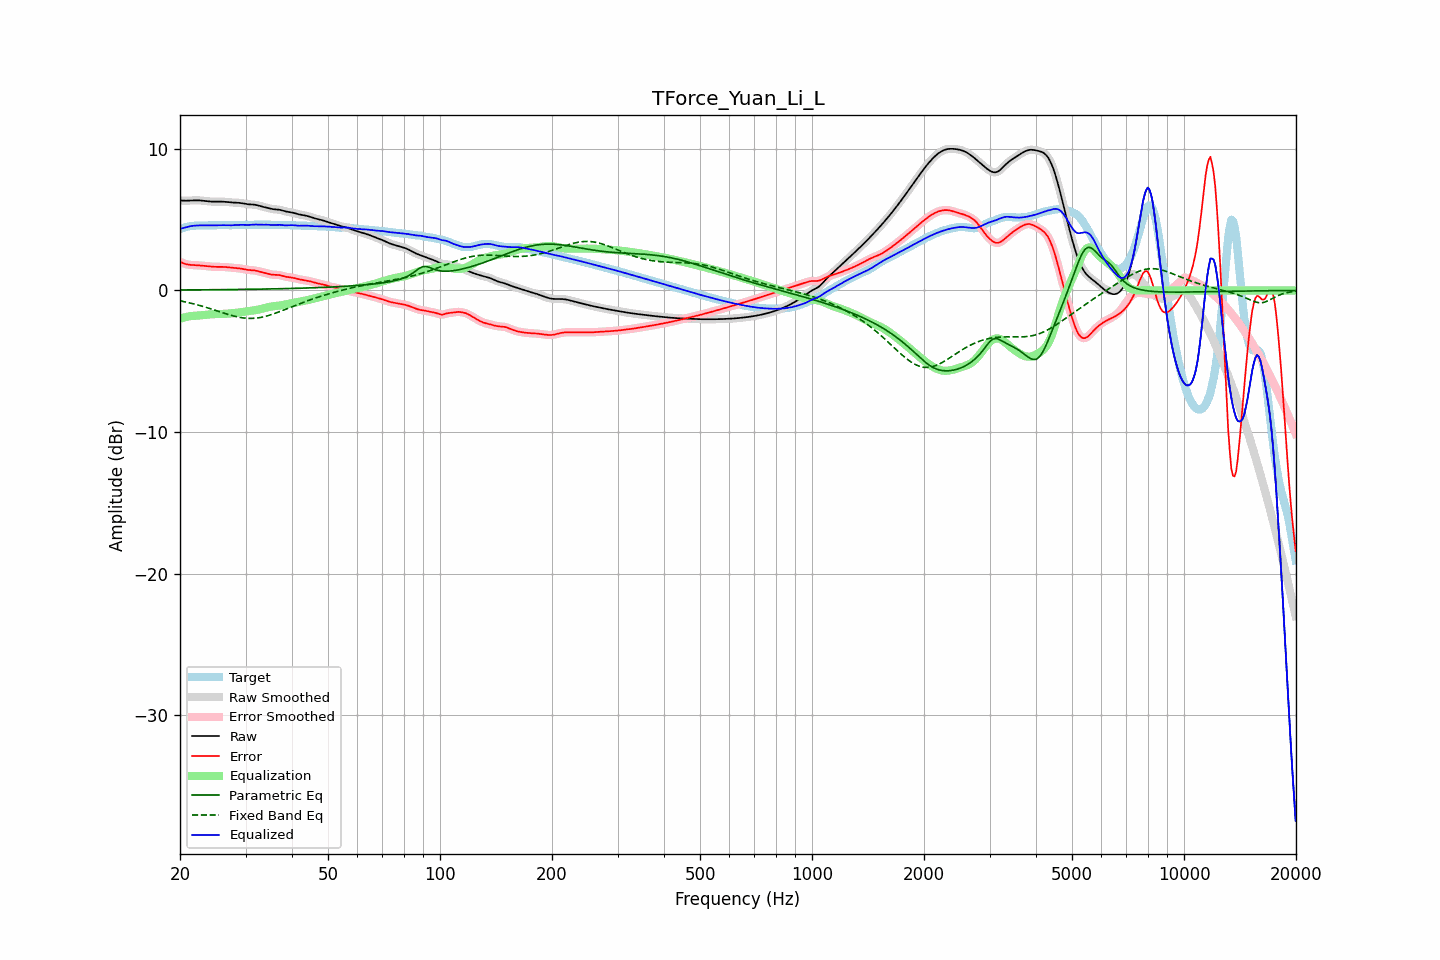 TForce_Yuan_Li_L
Amplitude (dBr)
10
0
−10
−20
−30
Target
Raw Smoothed
Error Smoothed
Raw
Error
Equalization
Parametric Eq
Fixed Band Eq
Equalized
20 50 100 200 500 1000 2000 5000 10000 20000
Frequency (Hz)